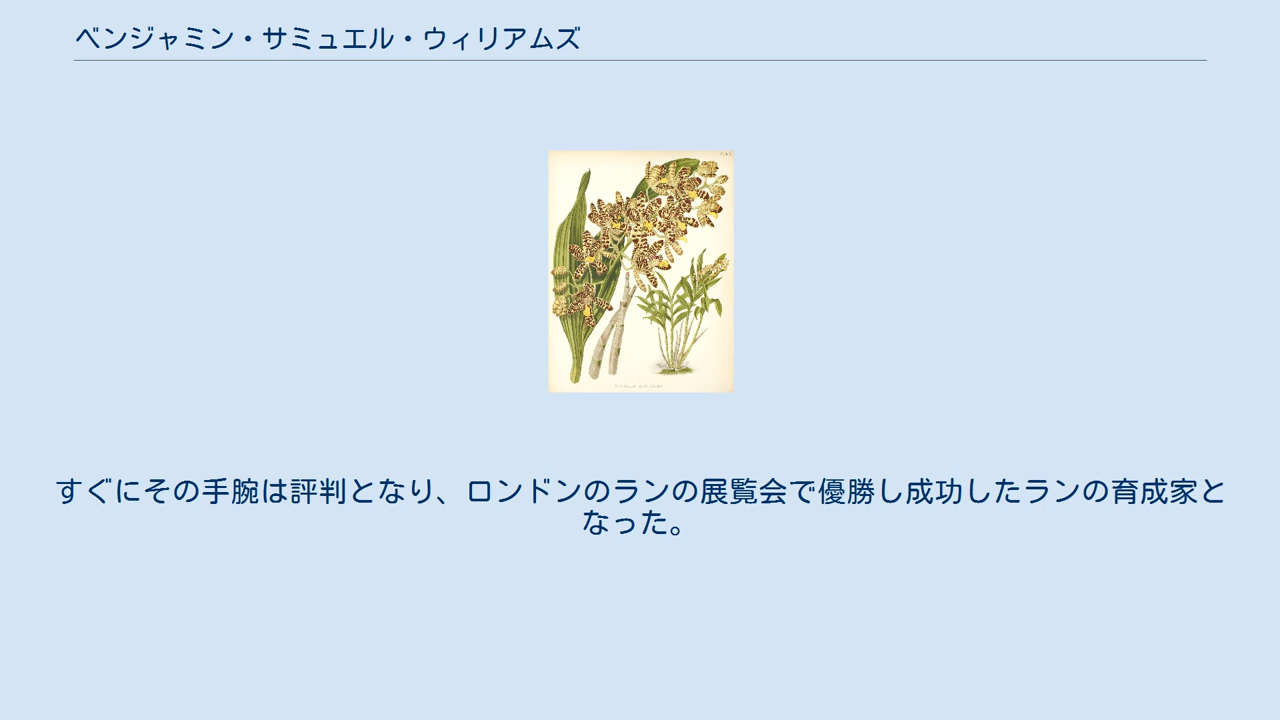 ベンジャミン・サミュエル・ウィリアムズ
すぐにその手腕は評判となり、ロンドンのランの展覧会で優勝し成功したランの育成家と
なった。